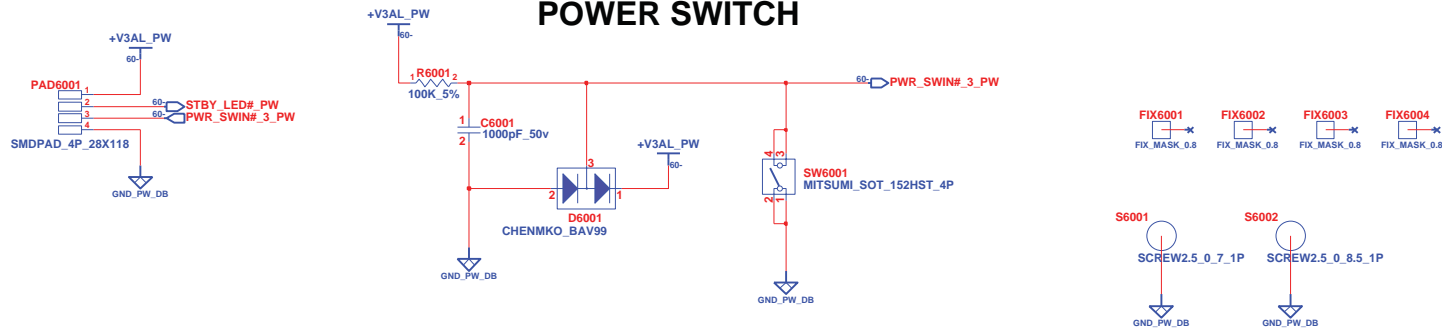 POWER SWITCH
+V3AL_PW
60-
PAD6001
1
2
3
4
60-
STBY_LED#_PW
60-
PWR_SWIN#_3_PW
SMDPAD_4P_28X118
GND_PW_DB
+V3AL_PW
60-
R6001
1
2
100K_5%
60-
PWR_SWIN#_3_PW
1
C6001
1000pF_50v
2
+V3AL_PW
60-
3
2
1
D6001
CHENMKO_BAV99
GND_PW_DB
4
3
SW6001
MITSUMI_SOT_152HST_4P
2
1
GND_PW_DB
FIX6001
FIX6002
FIX6003
FIX6004
FIX_MASK_0.8
FIX_MASK_0.8
FIX_MASK_0.8
FIX_MASK_0.8
S6001
S6002
SCREW2.5_0_7_1P
SCREW2.5_0_8.5_1P
GND_PW_DB
GND_PW_DB